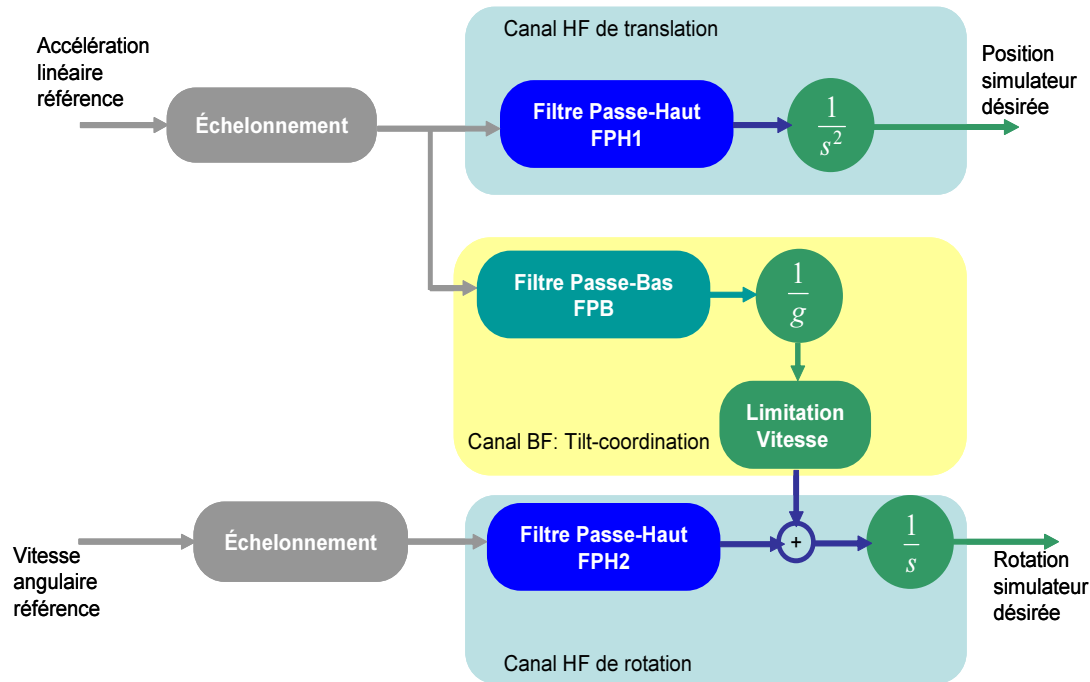 Canal HF de translation
Accélération
linéaire
référence
Échelonnement
Filtre Passe-Haut
FPH1
1
s²
Position
simulateur
désirée
Filtre Passe-Bas
FPB
1
g
Limitation
Vitesse
Canal BF: Tilt-coordination
Vitesse
angulaire
référence
Échelonnement
Filtre Passe-Haut
FPH2
+
1
s
Rotation
simulateur
désirée
Canal HF de rotation